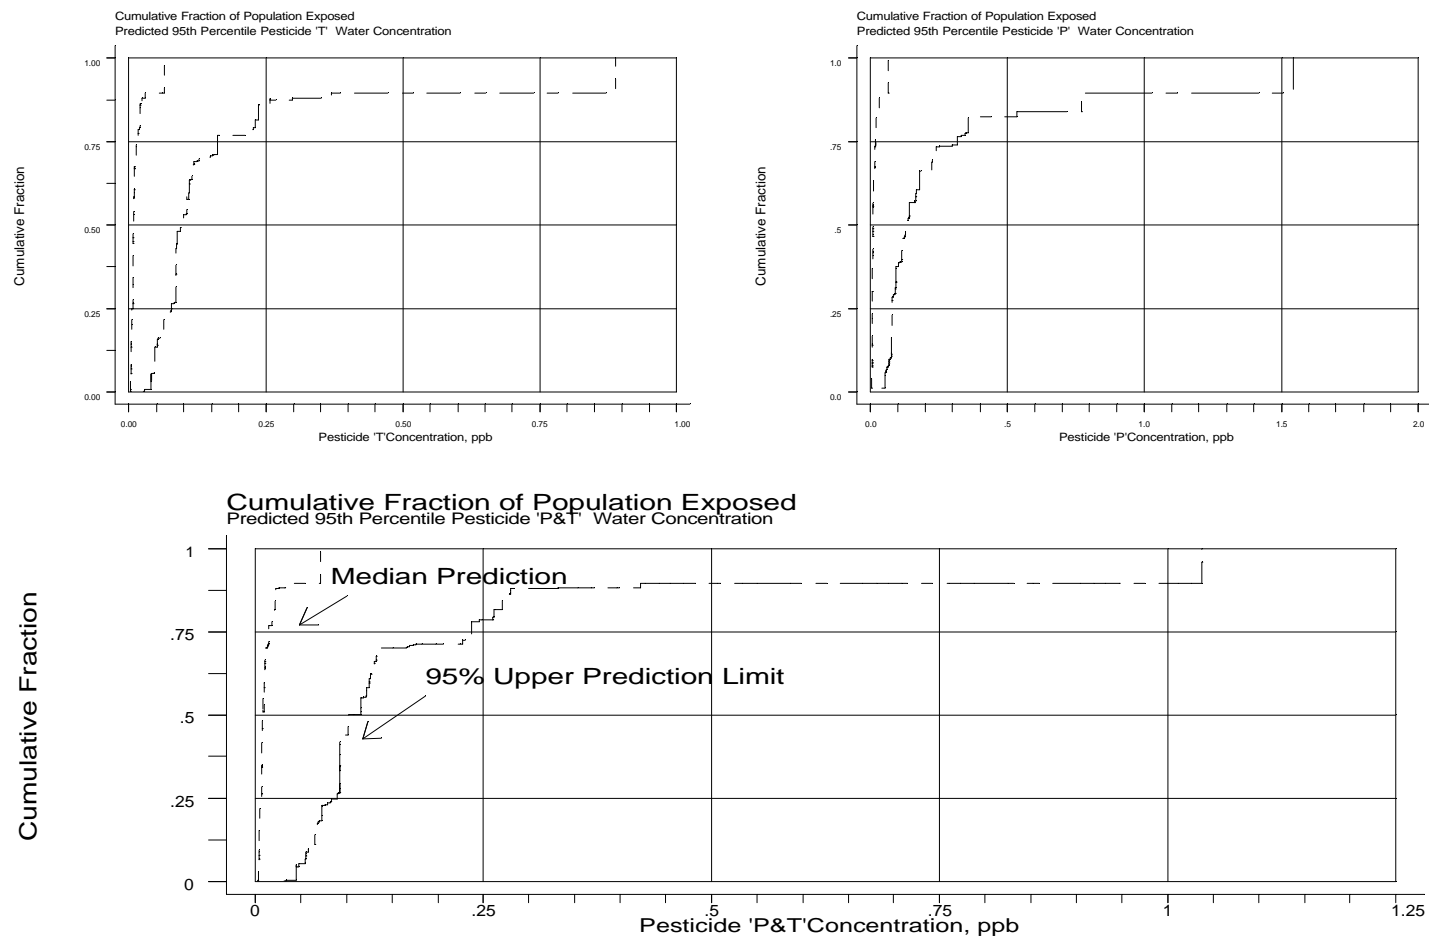 Cumulative Fraction of Population Exposed
Predicted 95th Percentile Pesticide 'T' Water Concentration
Cumulative Fraction
1.00
0.75
0.50
0.25
0.00
0.00 0.25 0.50 0.75 1.00
Pesticide 'T'Concentration, ppb
Cumulative Fraction of Population Exposed
Predicted 95th Percentile Pesticide 'P' Water Concentration
Cumulative Fraction
1.0
.75
.5
.25
0.0
0.0 .5 1.0 1.5 2.0
Pesticide 'P'Concentration, ppb
Cumulative Fraction of Population Exposed
Predicted 95th Percentile Pesticide 'P&T' Water Concentration
Cumulative Fraction
1
.75
.5
.25
0
Median Prediction
95% Upper Prediction Limit
0 .25 .5 .75 1 1.25
Pesticide 'P&T'Concentration, ppb